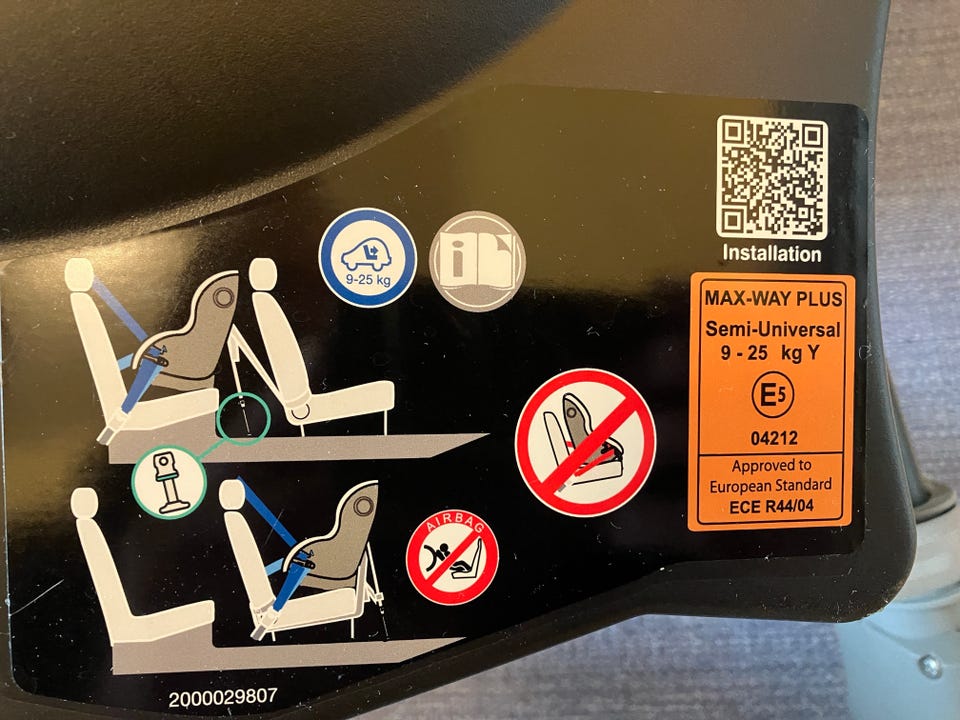 Installation
9-25 kg
i
MAX-WAY PLUS
Semi-Universal
9 - 25 kg Y
E5
04212
Approved to
European Standard
ECE R44/04
AIRBAG
2000029807